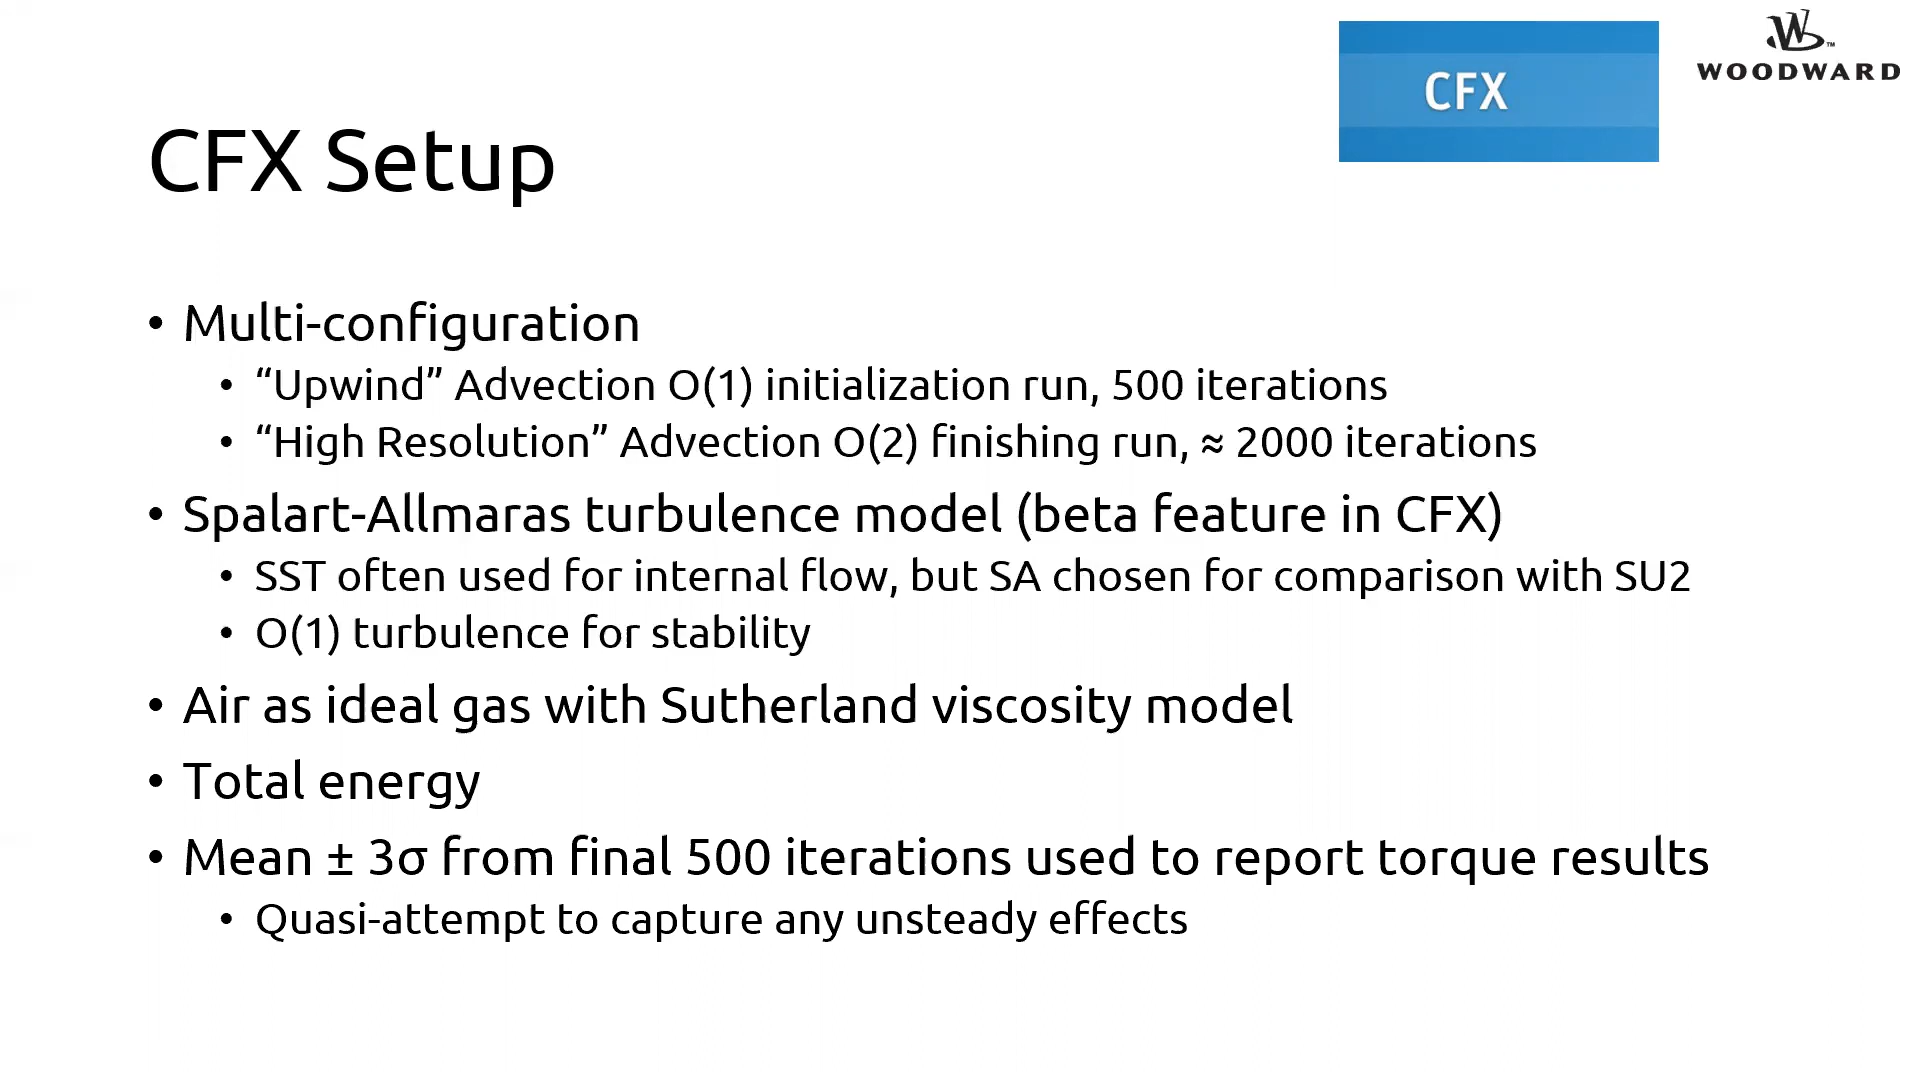 CFX
WOODWARD
CFX Setup
• Multi-configuration
• “Upwind” Advection O(1) initialization run, 500 iterations
• “High Resolution” Advection O(2) finishing run, ≈ 2000 iterations
• Spalart-Allmaras turbulence model (beta feature in CFX)
• SST often used for internal flow, but SA chosen for comparison with SU2
• O(1) turbulence for stability
• Air as ideal gas with Sutherland viscosity model
• Total energy
• Mean ± 3σ from final 500 iterations used to report torque results
• Quasi-attempt to capture any unsteady effects